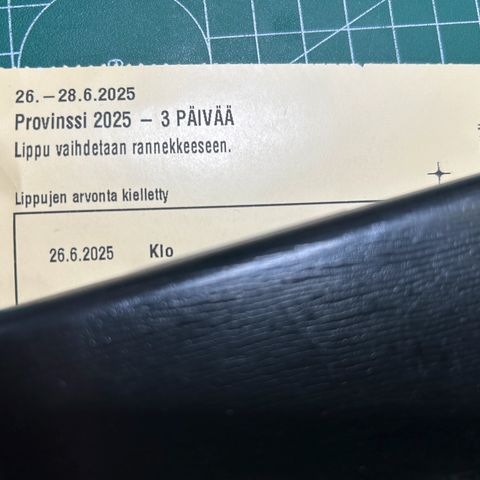 26.–28.6.2025
Provinssi 2025 – 3 PÄIVÄÄ
Lippu vaihdetaan rannekkeeseen.
Lippujen arvonta kielletty
26.6.2025 Klo